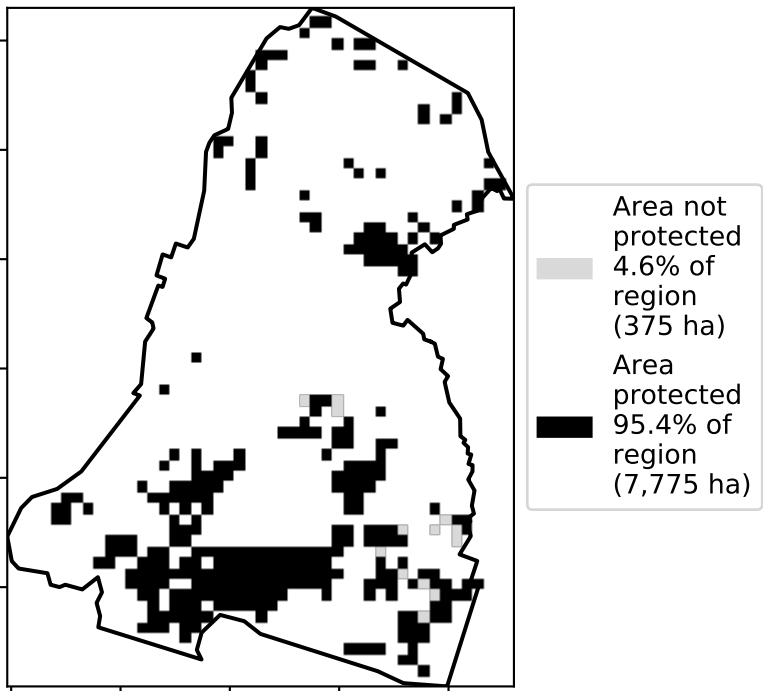 Area not
protected
4.6% of
region
(375 ha)
Area
protected
95.4% of
region
(7,775 ha)